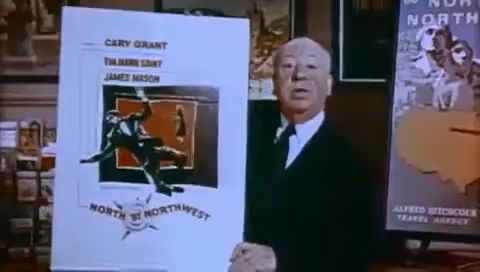 CARY GRANT
EVA MARIE SAINT
JAMES MASON
NORTH BY NORTHWEST
NORTH
ALFRED HITCHCOCK
TRAVEL AGENCY